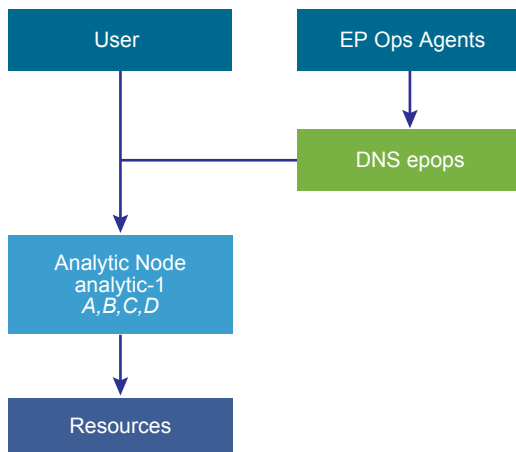 User
EP Ops Agents
DNS epops
Analytic Node
analytic-1
A,B,C,D
Resources